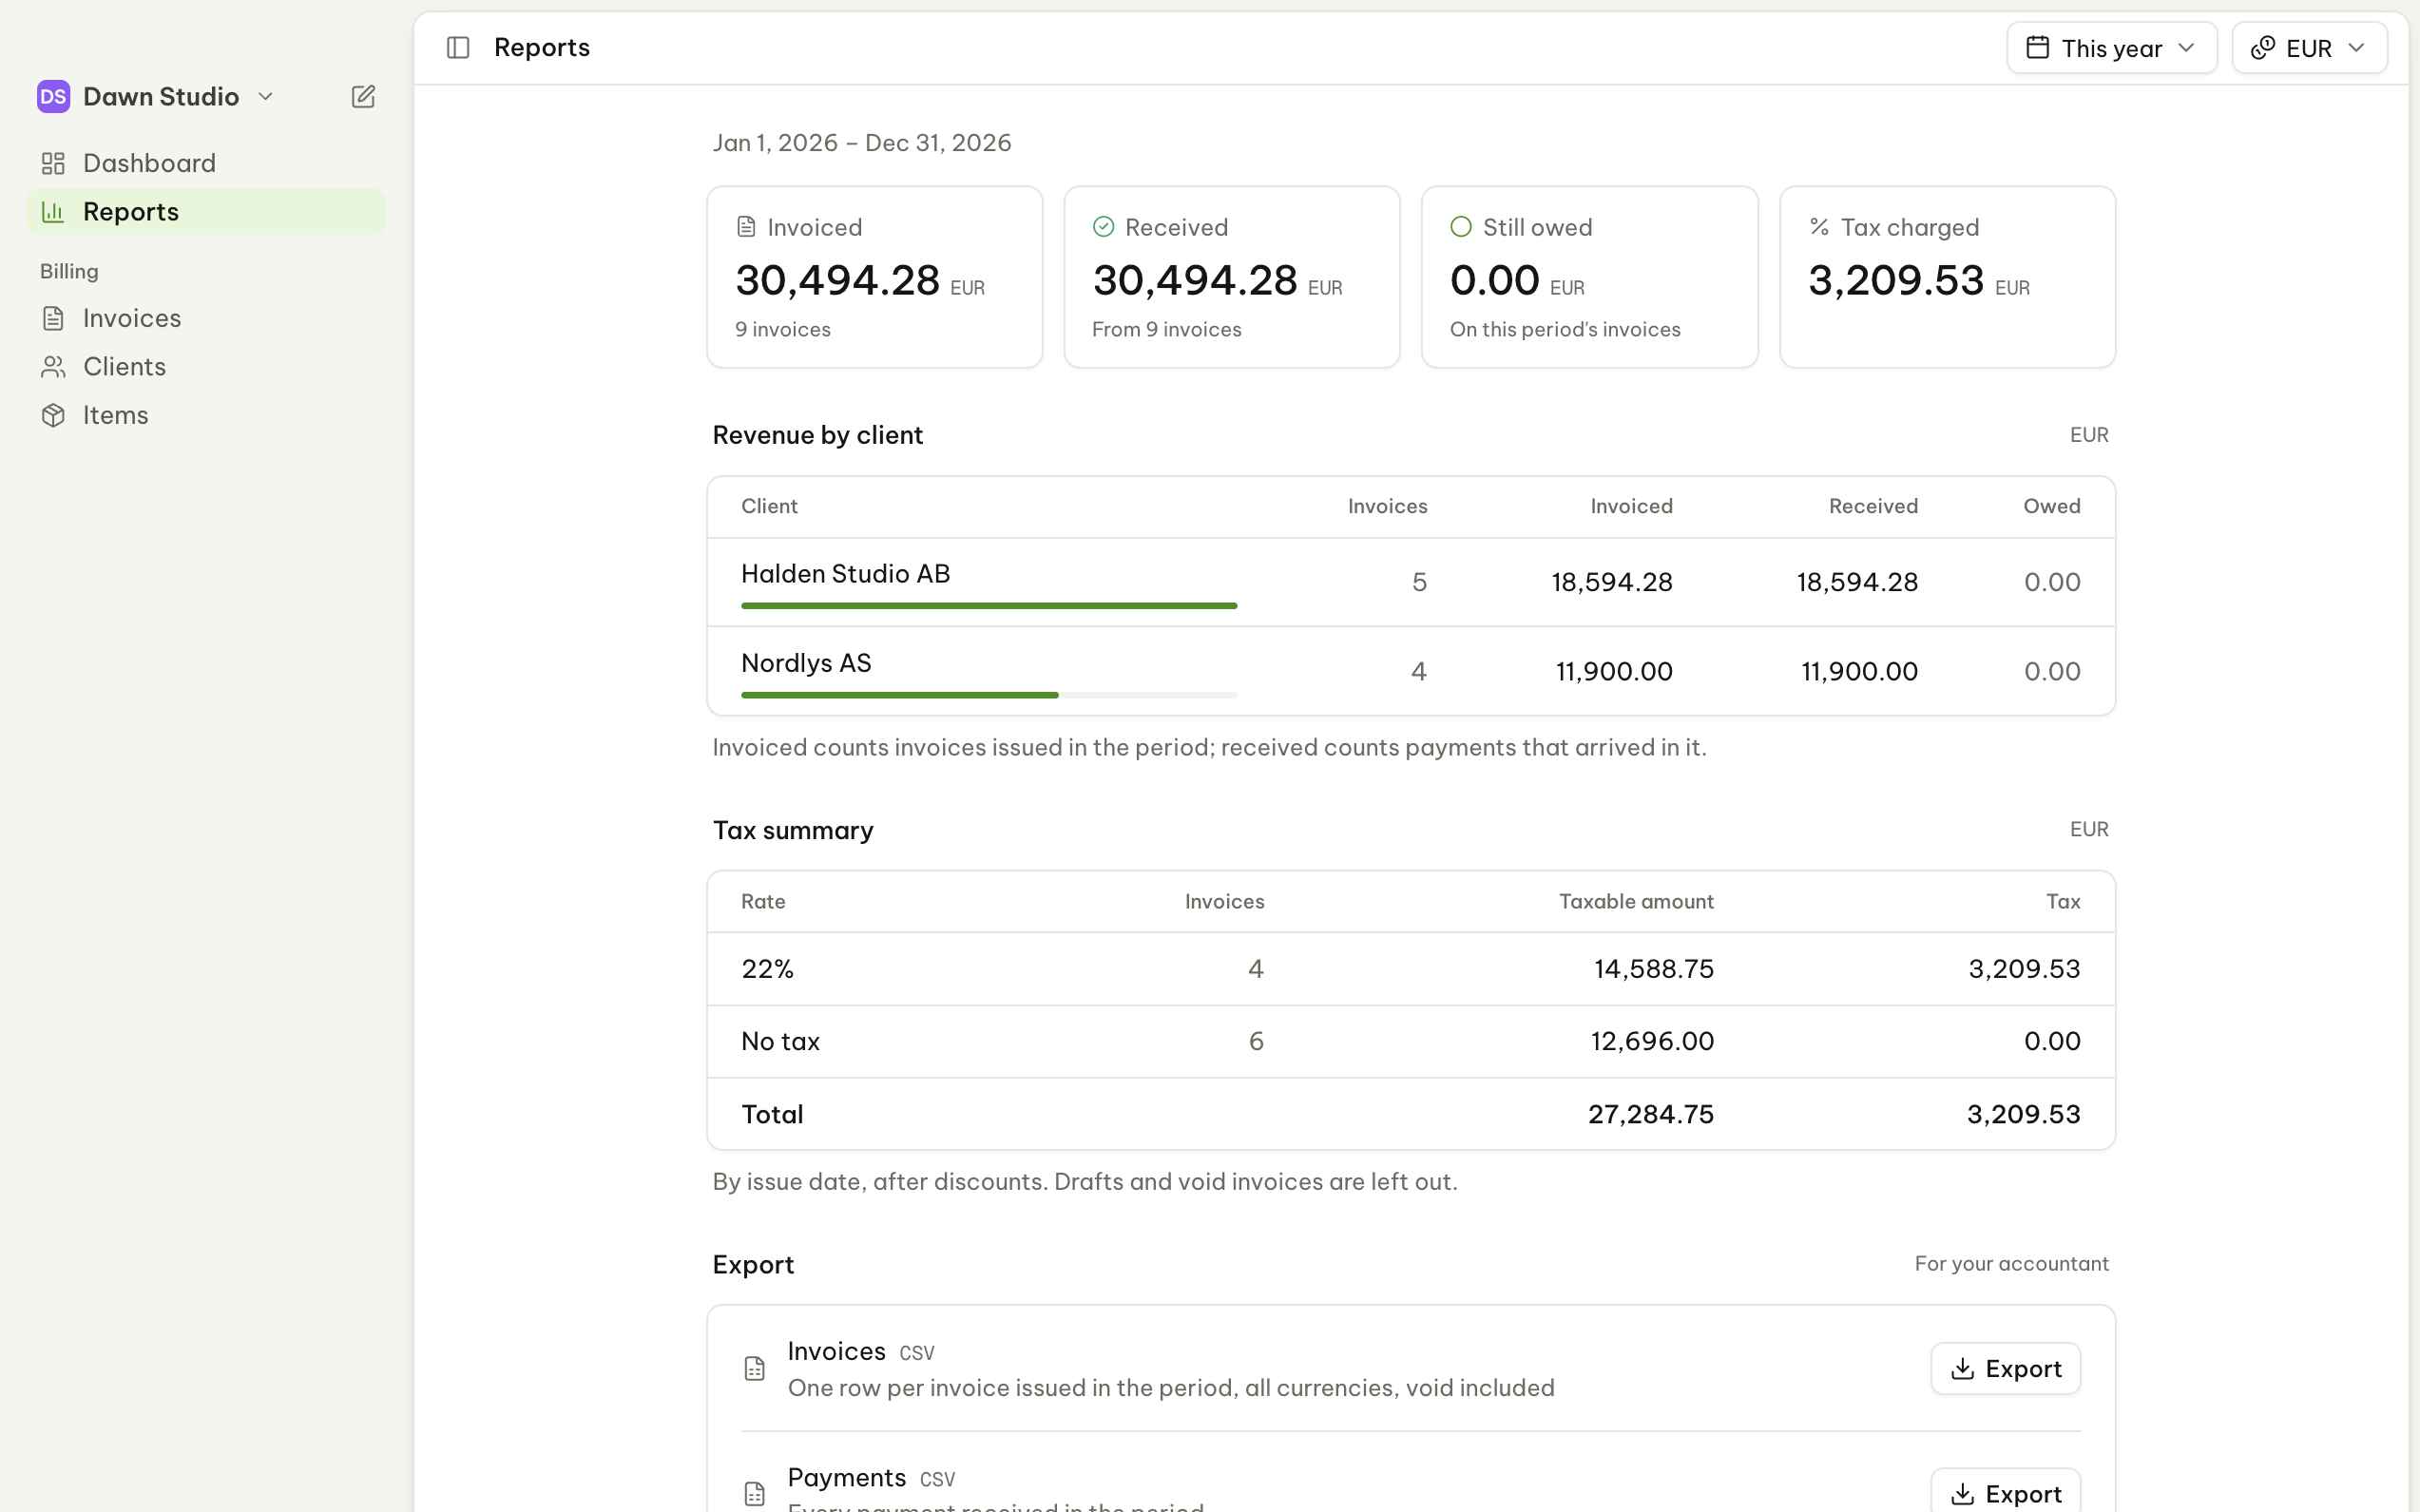 DS Dawn Studio
Dashboard
Reports
Billing
Invoices
Clients
Items
Reports
This year
EUR
Jan 1, 2026 – Dec 31, 2026
Invoiced
30,494.28 EUR
9 invoices
Received
30,494.28 EUR
From 9 invoices
Still owed
0.00 EUR
On this period's invoices
Tax charged
3,209.53 EUR
Revenue by client EUR
Client Invoices Invoiced Received Owed
Halden Studio AB 5 18,594.28 18,594.28 0.00
Nordlys AS 4 11,900.00 11,900.00 0.00
Invoiced counts invoices issued in the period; received counts payments that arrived in it.
Tax summary EUR
Rate Invoices Taxable amount Tax
22% 4 14,588.75 3,209.53
No tax 6 12,696.00 0.00
Total 27,284.75 3,209.53
By issue date, after discounts. Drafts and void invoices are left out.
Export For your accountant
Invoices CSV
One row per invoice issued in the period, all currencies, void included
Export
Payments CSV
Every payment received in the period
Export